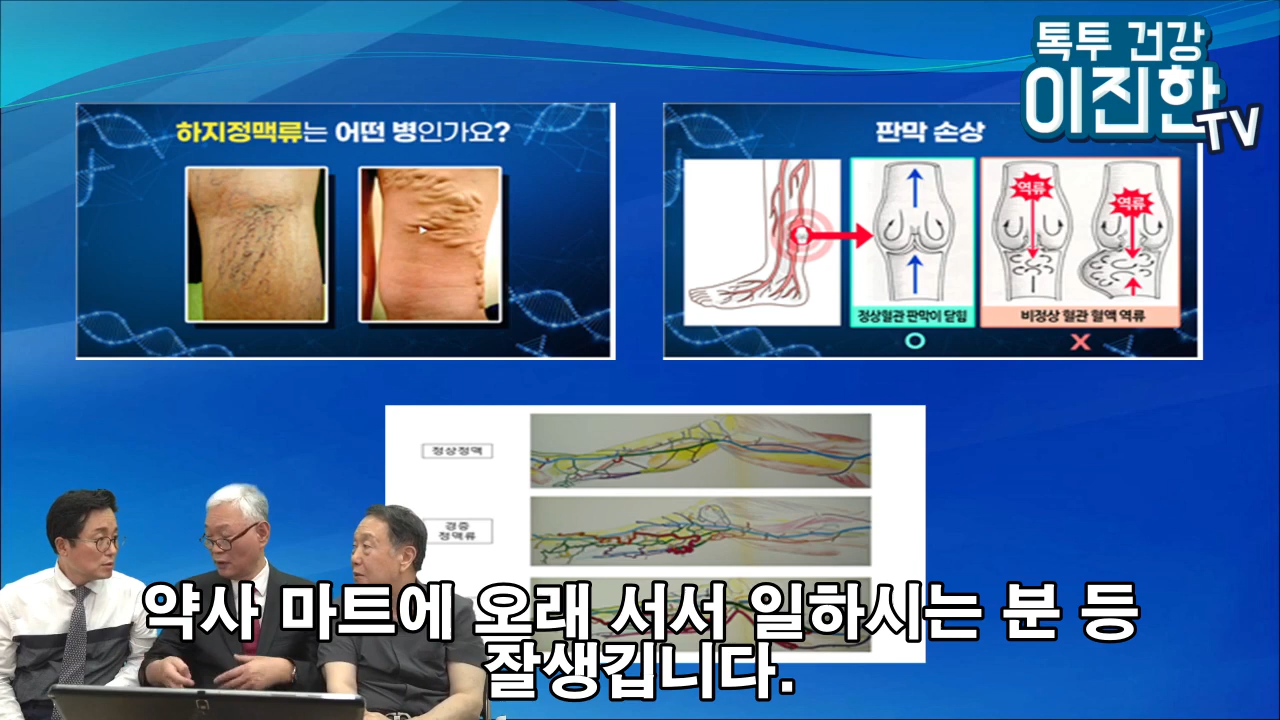 톡투 건강
이진한TV
하지정맥류는 어떤 병인가요?
판막 손상
역류
역류
정상혈관 판막이 닫힘
비정상 혈관 혈액 역류
O
X
정상정맥
경증
정맥류
약사 마트에 오래 서서 일하시는 분 등
잘생깁니다.